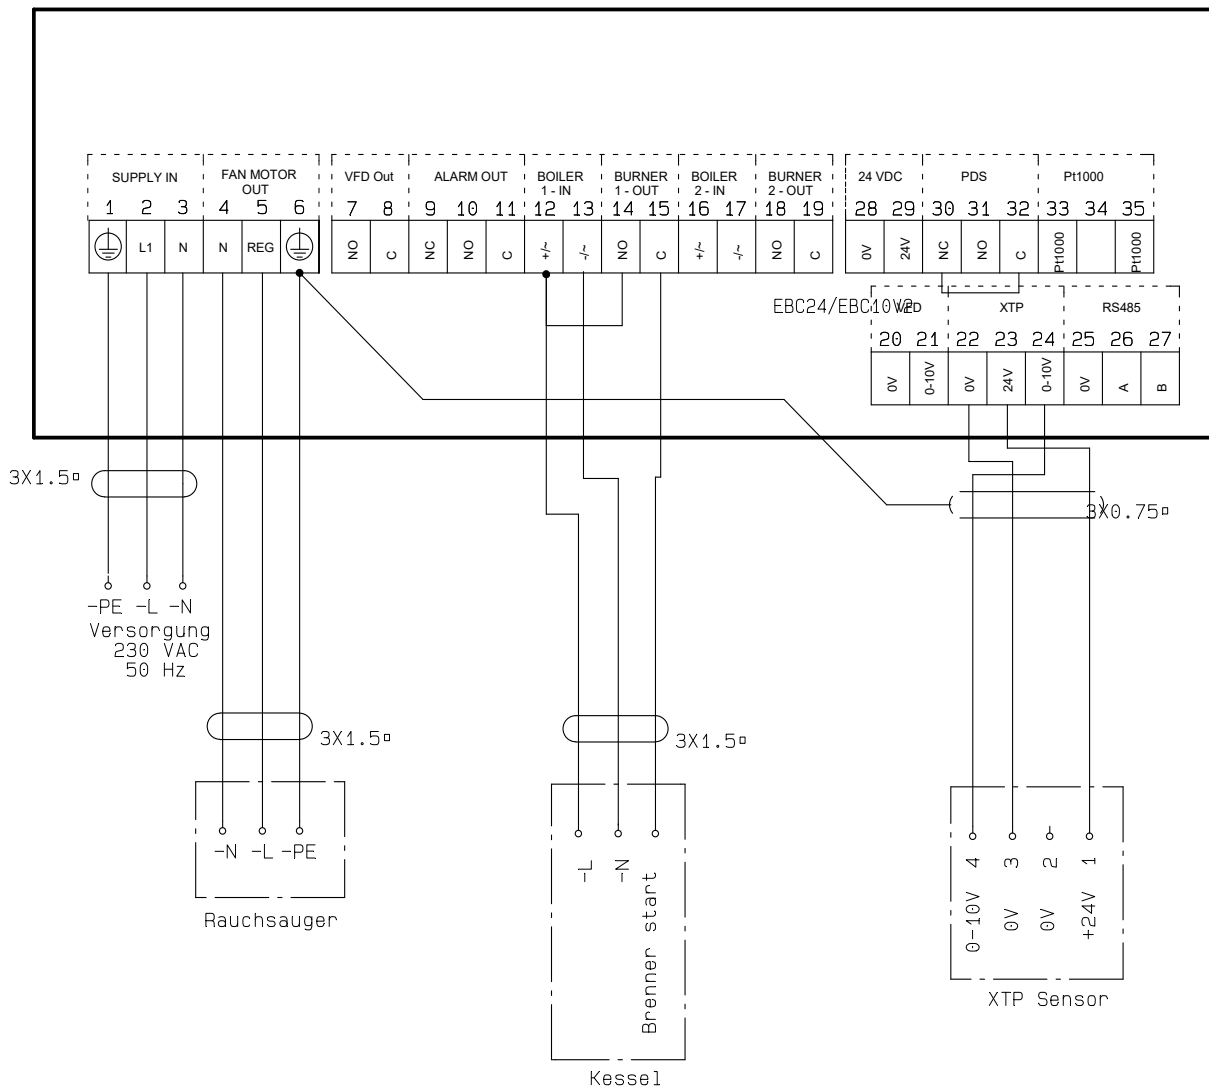 SUPPLY IN FAN MOTOR VFD Out ALARM OUT BOILER BURNER BOILER BURNER 24 VDC PDS Pt1000
OUT 1 - IN 1 - OUT 2 - IN 2 - OUT
1 2 3 4 5 6 7 8 9 10 11 12 13 14 15 16 17 18 19 28 29 30 31 32 33 34 35
L1 N N REG NO C NC NO C +/~ -/~ NO C +/~ -/~ NO C 0V 24V NC NO C Pt1000 Pt1000
EBC24/EBC10V2 VFD XTP RS485
20 21 22 23 24 25 26 27
0V 0-10V 0V 24V 0-10V 0V A B
3X1.5▫
3X0.75▫
-PE -L -N
Versorgung
230 VAC
50 Hz
3X1.5▫ 3X1.5▫
-N -L -PE
Rauchsauger
-L -N Brenner start
Kessel
4 3 2 1
0-10V 0V 0V +24V
XTP Sensor